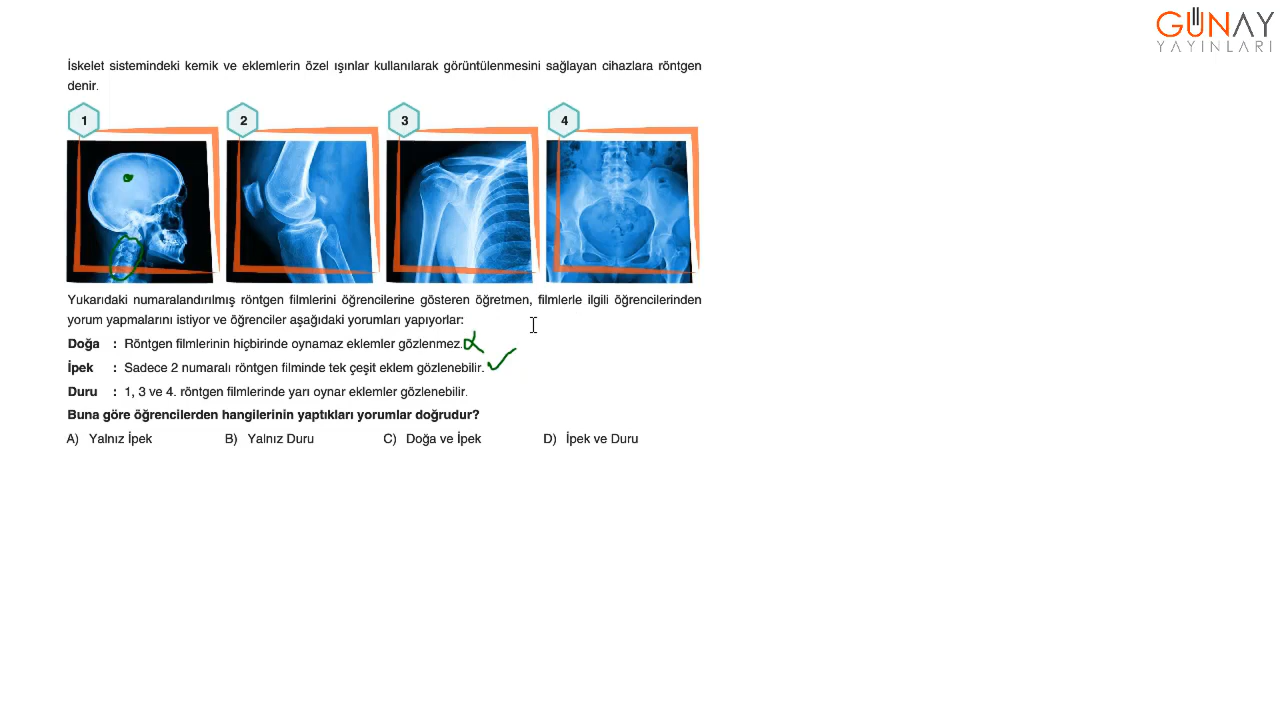 GÜNAY
YAYINLARI
İskelet sistemindeki kemik ve eklemlerin özel ışınlar kullanılarak görüntülenmesini sağlayan cihazlara röntgen
denir.
1 2 3 4
Yukarıdaki numaralandırılmış röntgen filmlerini öğrencilerine gösteren öğretmen, filmlerle ilgili öğrencilerinden
yorum yapmalarını istiyor ve öğrenciler aşağıdaki yorumları yapıyorlar:
Doğa : Röntgen filmlerinin hiçbirinde oynamaz eklemler gözlenmez.
İpek : Sadece 2 numaralı röntgen filminde tek çeşit eklem gözlenebilir.
Duru : 1, 3 ve 4. röntgen filmlerinde yarı oynar eklemler gözlenebilir.
Buna göre öğrencilerden hangilerinin yaptıkları yorumlar doğrudur?
A) Yalnız İpek B) Yalnız Duru C) Doğa ve İpek D) İpek ve Duru